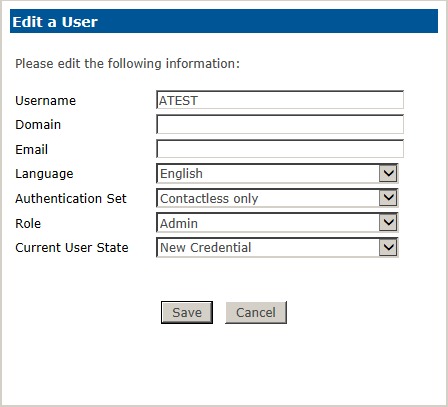 Edit a User
Please edit the following information:
Username ATEST
Domain
Email
Language English
Authentication Set Contactless only
Role Admin
Current User State New Credential
Save Cancel